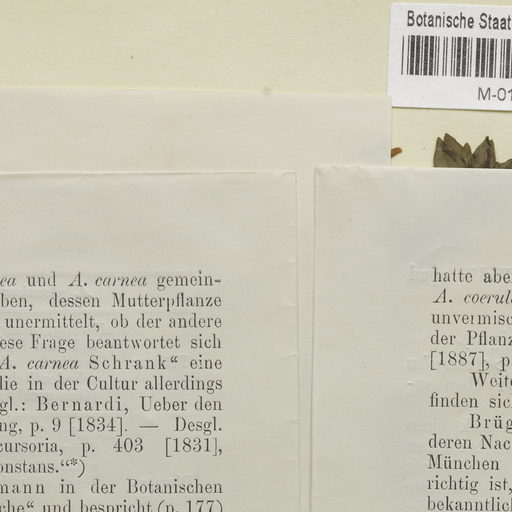 Botanische Staat
M-01
ea und A. carnea gemein-
ben, dessen Mutterpflanze
unermittelt, ob der andere
ese Frage beantwortet sich
A. carnea Schrank“ eine
die in der Cultur allerdings
gl.: Bernardi, Ueber den
ng, p. 9 [1834]. — Desgl.
cursoria, p. 403 [1831],
onstans.“*)
mann in der Botanischen
che“ und bespricht (p. 177)
hatte abe
A. coerul
unvermisc
der Pflanz
[1887], p
Weite
finden sic
Brüg
deren Nac
München
richtig ist,
bekanntlic